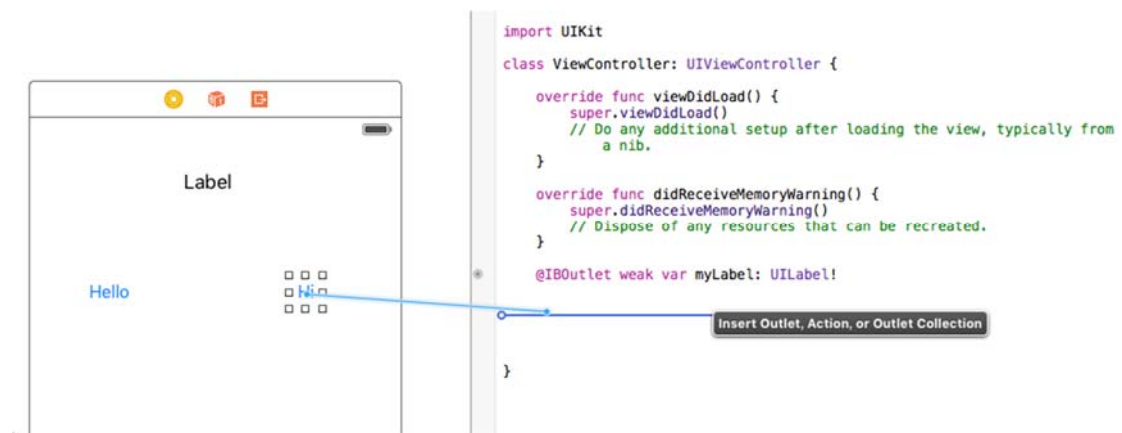 Label
Hello
Hi
import UIKit
class ViewController: UIViewController {
override func viewDidLoad() {
super.viewDidLoad()
// Do any additional setup after loading the view, typically from
a nib.
}
override func didReceiveMemoryWarning() {
super.didReceiveMemoryWarning()
// Dispose of any resources that can be recreated.
}
@IBOutlet weak var myLabel: UILabel!
Insert Outlet, Action, or Outlet Collection
}